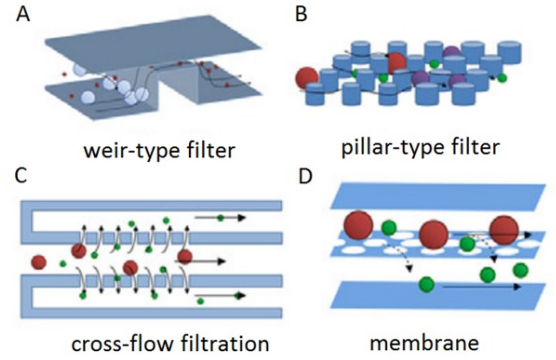 A
B
weir-type filter
pillar-type filter
C
D
cross-flow filtration
membrane